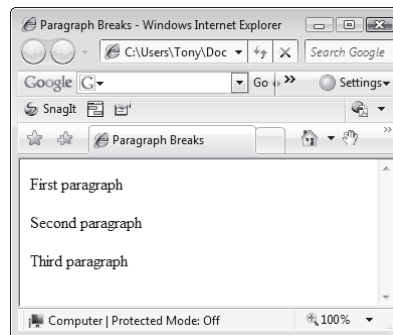 Paragraph Breaks - Windows Internet Explorer
C:\Users\Tony\Doc Search Google
Google G Go » Settings
SnagIt
Paragraph Breaks »
First paragraph
Second paragraph
Third paragraph
Computer | Protected Mode: Off 100%